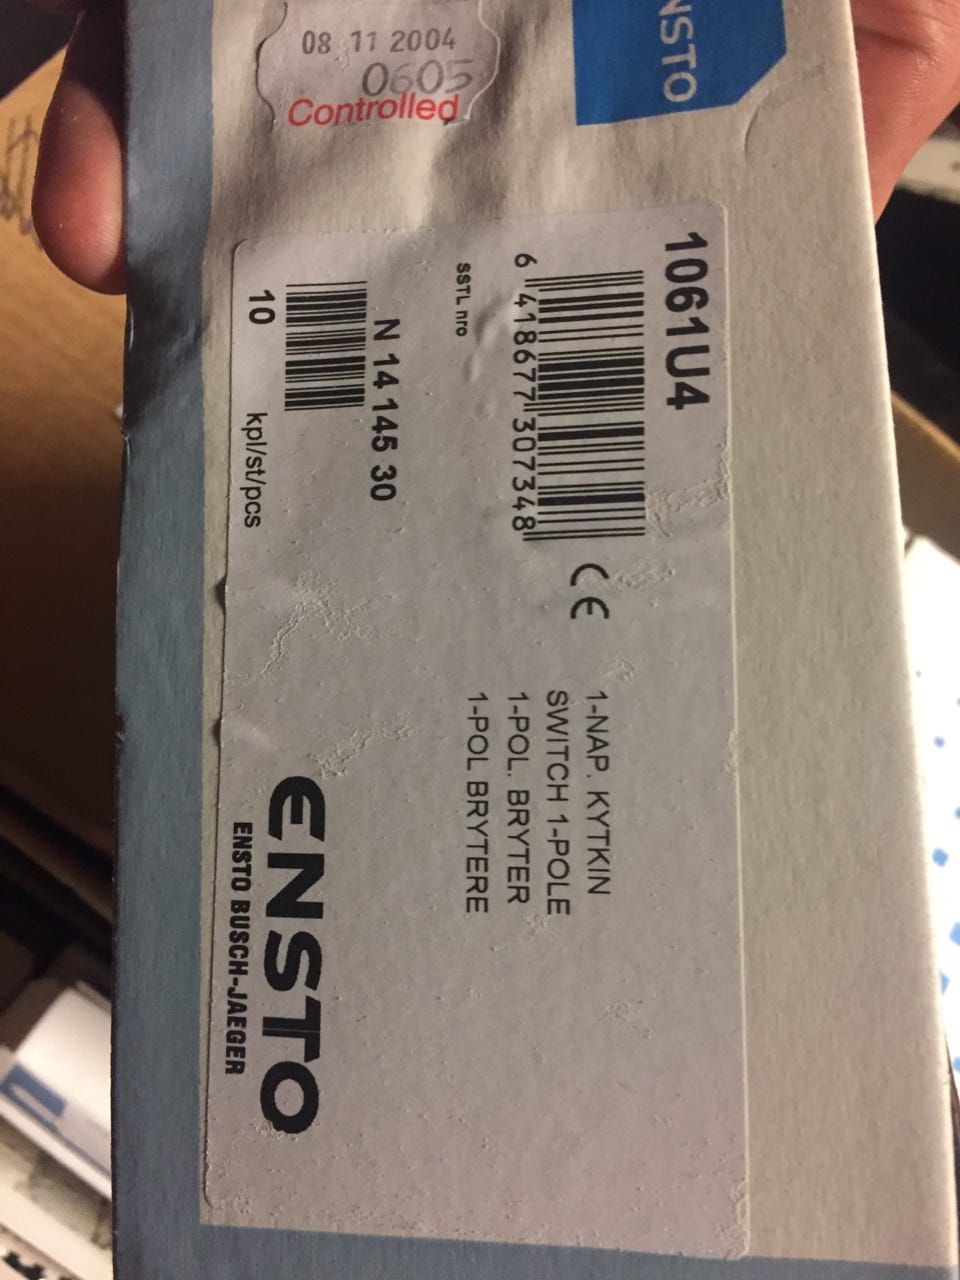 08 11 2004
0605
Controlled
NSTO
1061U4
6 418677 307348
CE
SSTL nro
N 14 145 30
10 kpl/st/pcs
1-NAP. KYTKIN
SWITCH 1-POLE
1-POL. BRYTER
1-POL BRYTERE
ENSTO
ENSTO BUSCH-JAEGER